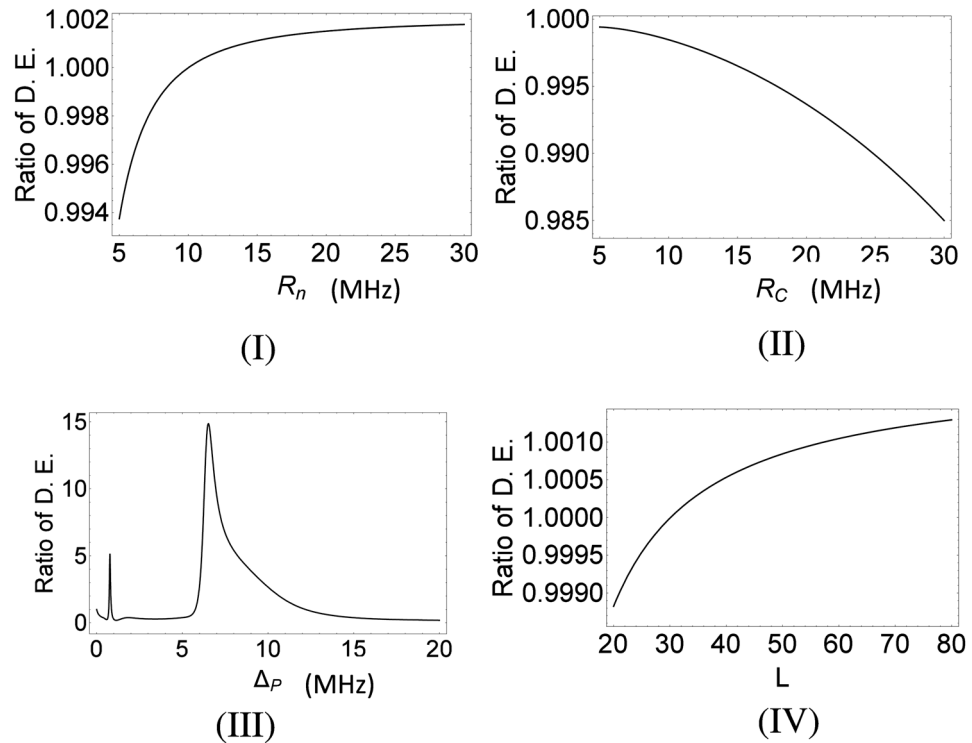 Ratio of D. E.
1.002
1.000
0.998
0.996
0.994
5 10 15 20 25 30
Rₙ (MHz)
(I)
Ratio of D. E.
1.000
0.995
0.990
0.985
5 10 15 20 25 30
R_C (MHz)
(II)
Ratio of D. E.
15
10
5
0
0 5 10 15 20
Δ_P (MHz)
(III)
Ratio of D. E.
1.0010
1.0005
1.0000
0.9995
0.9990
20 30 40 50 60 70 80
L
(IV)